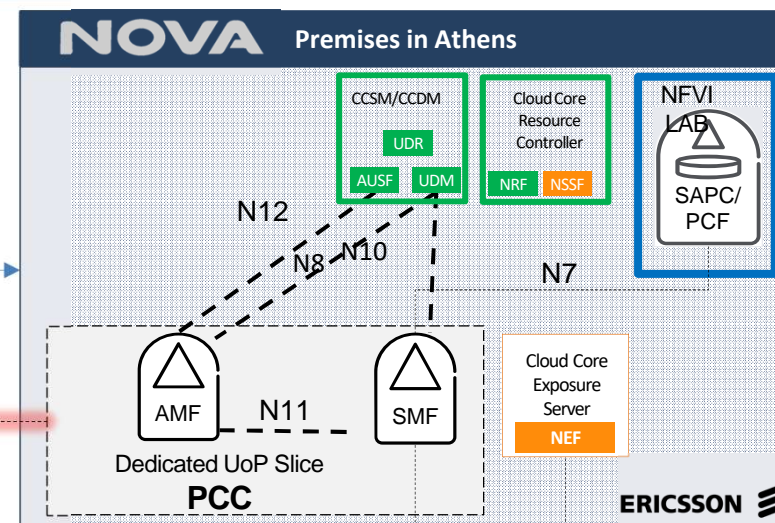 NOVA Premises in Athens
CCSM/CCDM
UDR
AUSF UDM
Cloud Core
Resource
Controller
NRF NSSF
NFVI
LAB
SAPC/
PCF
N12
N8
N10
N7
AMF
N11
SMF
Dedicated UoP Slice
PCC
Cloud Core
Exposure
Server
NEF
ERICSSON